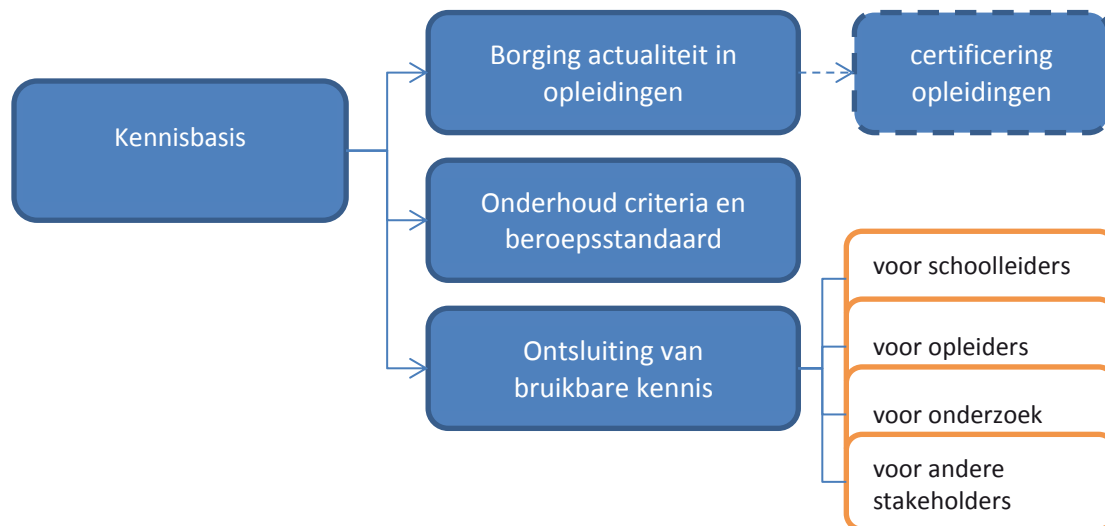 Kennisbasis
Borging actualiteit in
opleidingen
certificering
opleidingen
Onderhoud criteria en
beroepsstandaard
Ontsluiting van
bruikbare kennis
voor schoolleiders
voor opleiders
voor onderzoek
voor andere
stakeholders